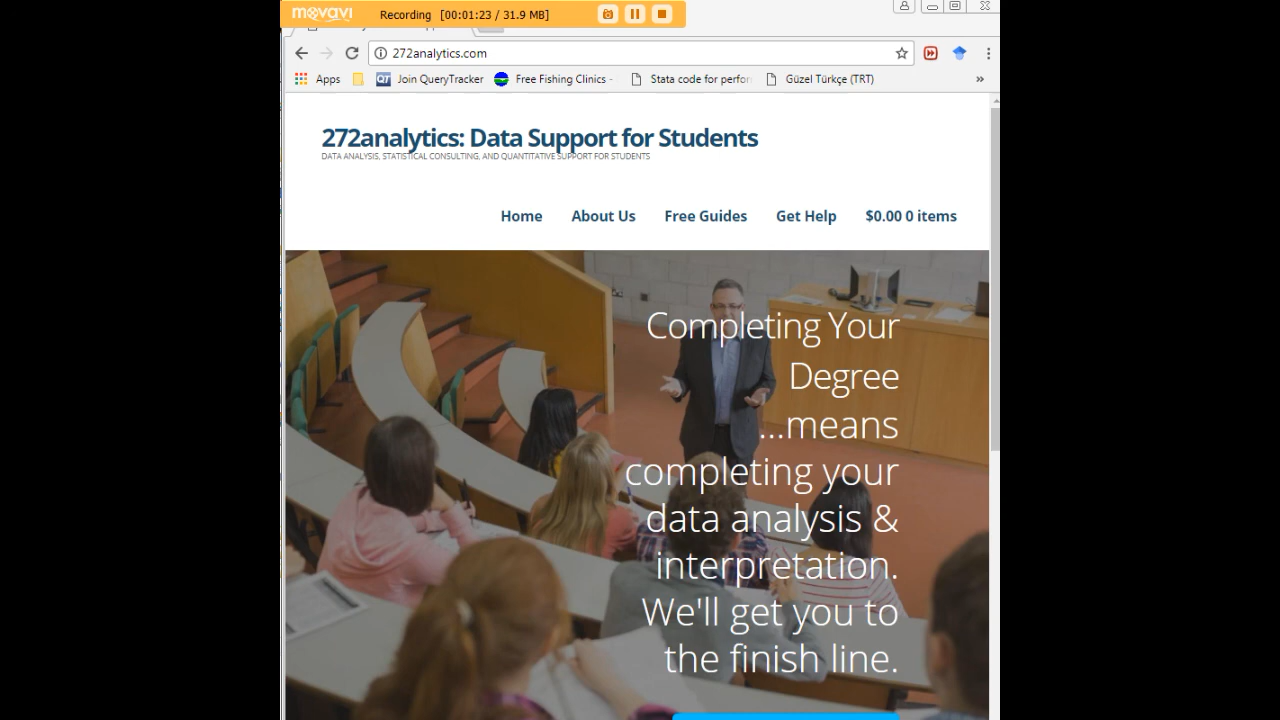 movavi Recording [00:01:23 / 31.9 MB]
272analytics.com
Apps QT Join QueryTracker Free Fishing Clinics - Stata code for perfor Güzel Türkçe (TRT) »
272analytics: Data Support for Students
DATA ANALYSIS, STATISTICAL CONSULTING, AND QUANTITATIVE SUPPORT FOR STUDENTS
Home About Us Free Guides Get Help $0.00 0 items
Completing Your
Degree
...means
completing your
data analysis &
interpretation.
We'll get you to
the finish line.